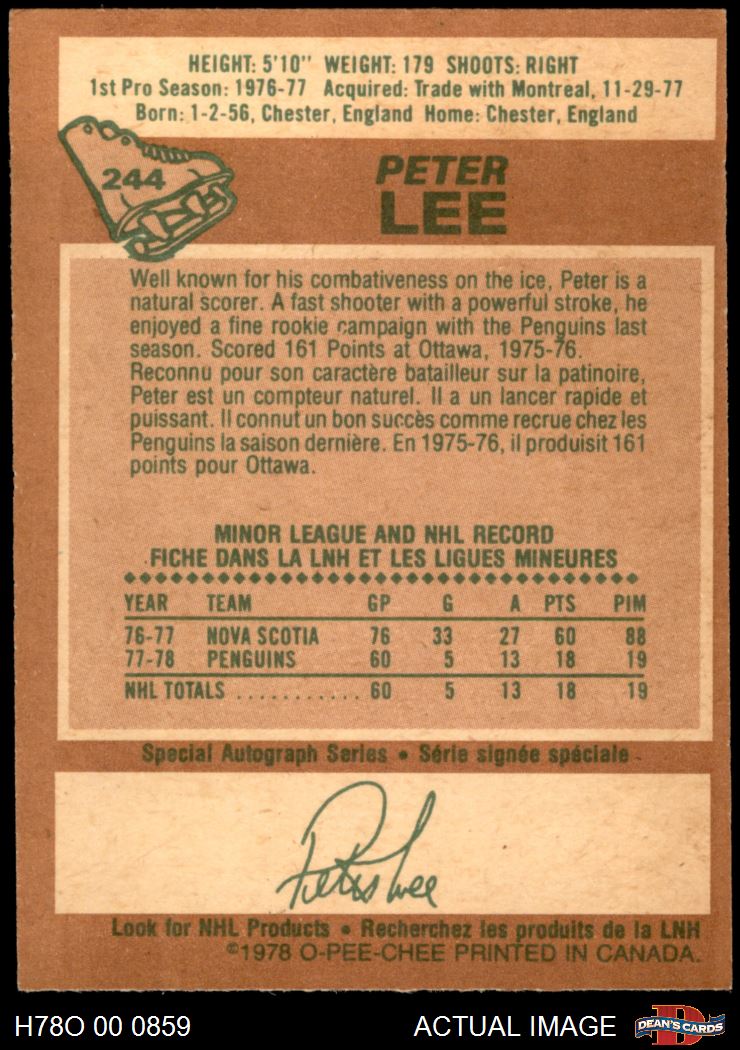 HEIGHT: 5'10" WEIGHT: 179 SHOOTS: RIGHT
1st Pro Season: 1976-77 Acquired: Trade with Montreal, 11-29-77
Born: 1-2-56, Chester, England Home: Chester, England
244
PETER
LEE
Well known for his combativeness on the ice, Peter is a
natural scorer. A fast shooter with a powerful stroke, he
enjoyed a fine rookie campaign with the Penguins last
season. Scored 161 Points at Ottawa, 1975-76.
Reconnu pour son caractère batailleur sur la patinoire,
Peter est un compteur naturel. Il a un lancer rapide et
puissant. Il connut un bon succès comme recrue chez les
Penguins la saison dernière. En 1975-76, il produisit 161
points pour Ottawa.
MINOR LEAGUE AND NHL RECORD
FICHE DANS LA LNH ET LES LIGUES MINEURES
YEAR TEAM GP G A PTS PIM
76-77 NOVA SCOTIA 76 33 27 60 88
77-78 PENGUINS 60 5 13 18 19
NHL TOTALS ........... 60 5 13 18 19
Special Autograph Series • Série signée spéciale
Peter Lee
Look for NHL Products • Recherchez les produits de la LNH
©1978 O-PEE-CHEE PRINTED IN CANADA.
H78O 00 0859 ACTUAL IMAGE D DEAN'S CARDS